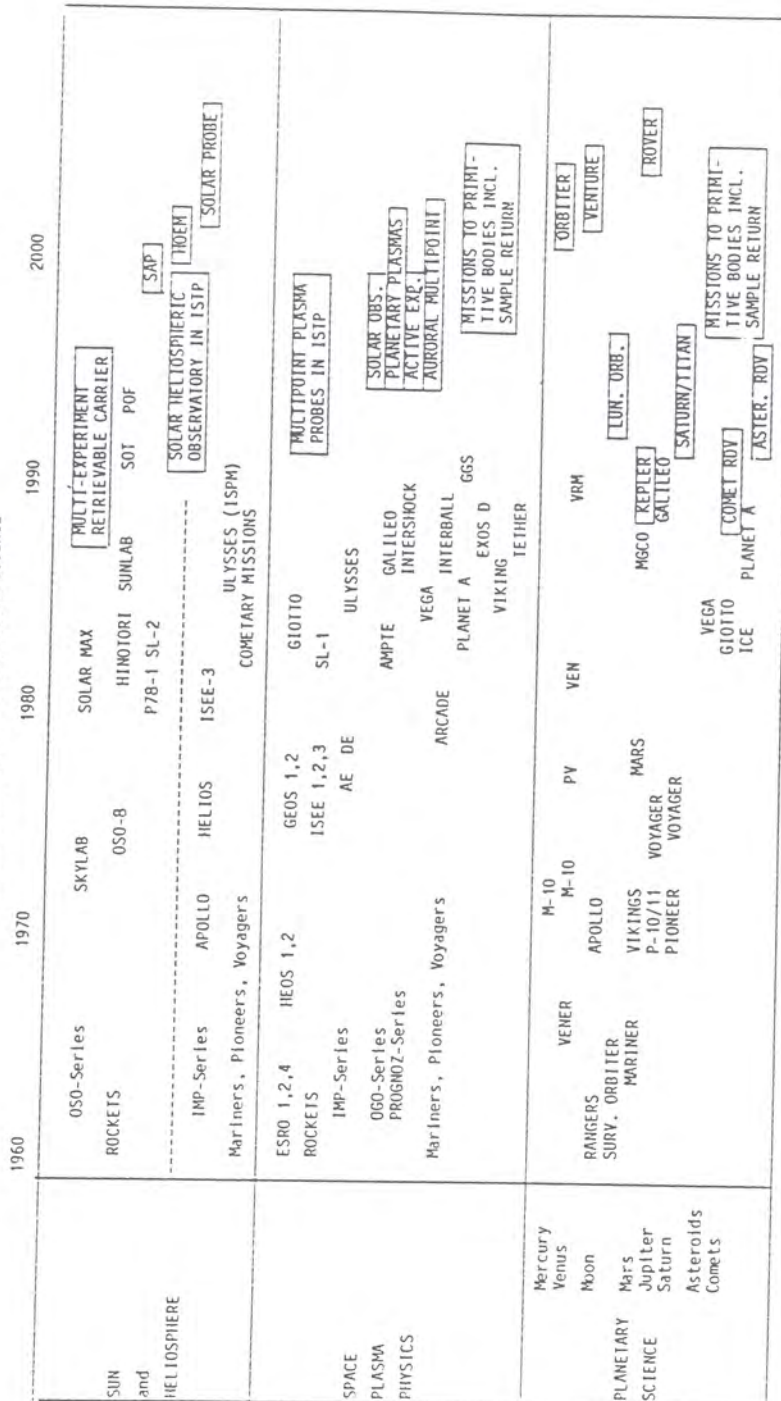 1960 1970 1980 1990 2000
SUN
and
HELIOSPHERE
OSO-Series SKYLAB SOLAR MAX MULTI-EXPERIMENT
RETRIEVABLE CARRIER
ROCKETS OSO-8 HINOTORI SUNLAB SOT POF
P78-1 SL-2 SAP
SOLAR HELIOSPHERIC
OBSERVATORY IN ISTP HOEM
IMP-Series APOLLO HELIOS ISEE-3 SOLAR PROBE
ULYSSES (ISPM)
Mariners, Pioneers, Voyagers COMETARY MISSIONS
SPACE
PLASMA
PHYSICS
ESRO 1,2,4 HEOS 1,2 GEOS 1,2 GIOTTO MULTIPOINT PLASMA
PROBES IN ISTP
ROCKETS ISEE 1,2,3 SL-1
IMP-Series AE DE ULYSSES
OGO-Series AMPTE GALILEO SOLAR OBS.
PROGNOZ-Series INTERSHOCK PLANETARY PLASMAS
ACTIVE EXP.
VEGA AURORAL MULTIPOINT
Mariners, Pioneers, Voyagers ARCADE INTERBALL
PLANET A GGS
EXOS D
VIKING
TETHER
MISSIONS TO PRIMI-
TIVE BODIES INCL.
SAMPLE RETURN
PLANETARY
SCIENCE
Mercury M-10
Venus VENER M-10 PV VEN VRM ORBITER
Moon RANGERS APOLLO VENTURE
SURV. ORBITER LUN. ORB.
Mars MARINER VIKINGS MARS MGCO KEPLER ROVER
Jupiter P-10/11 VOYAGER GALILEO
Saturn PIONEER VOYAGER SATURN/TITAN
Asteroids VEGA COMET RDV MISSIONS TO PRIMI-
Comets GIOTTO TIVE BODIES INCL.
ICE PLANET A SAMPLE RETURN
ASTER. RDV